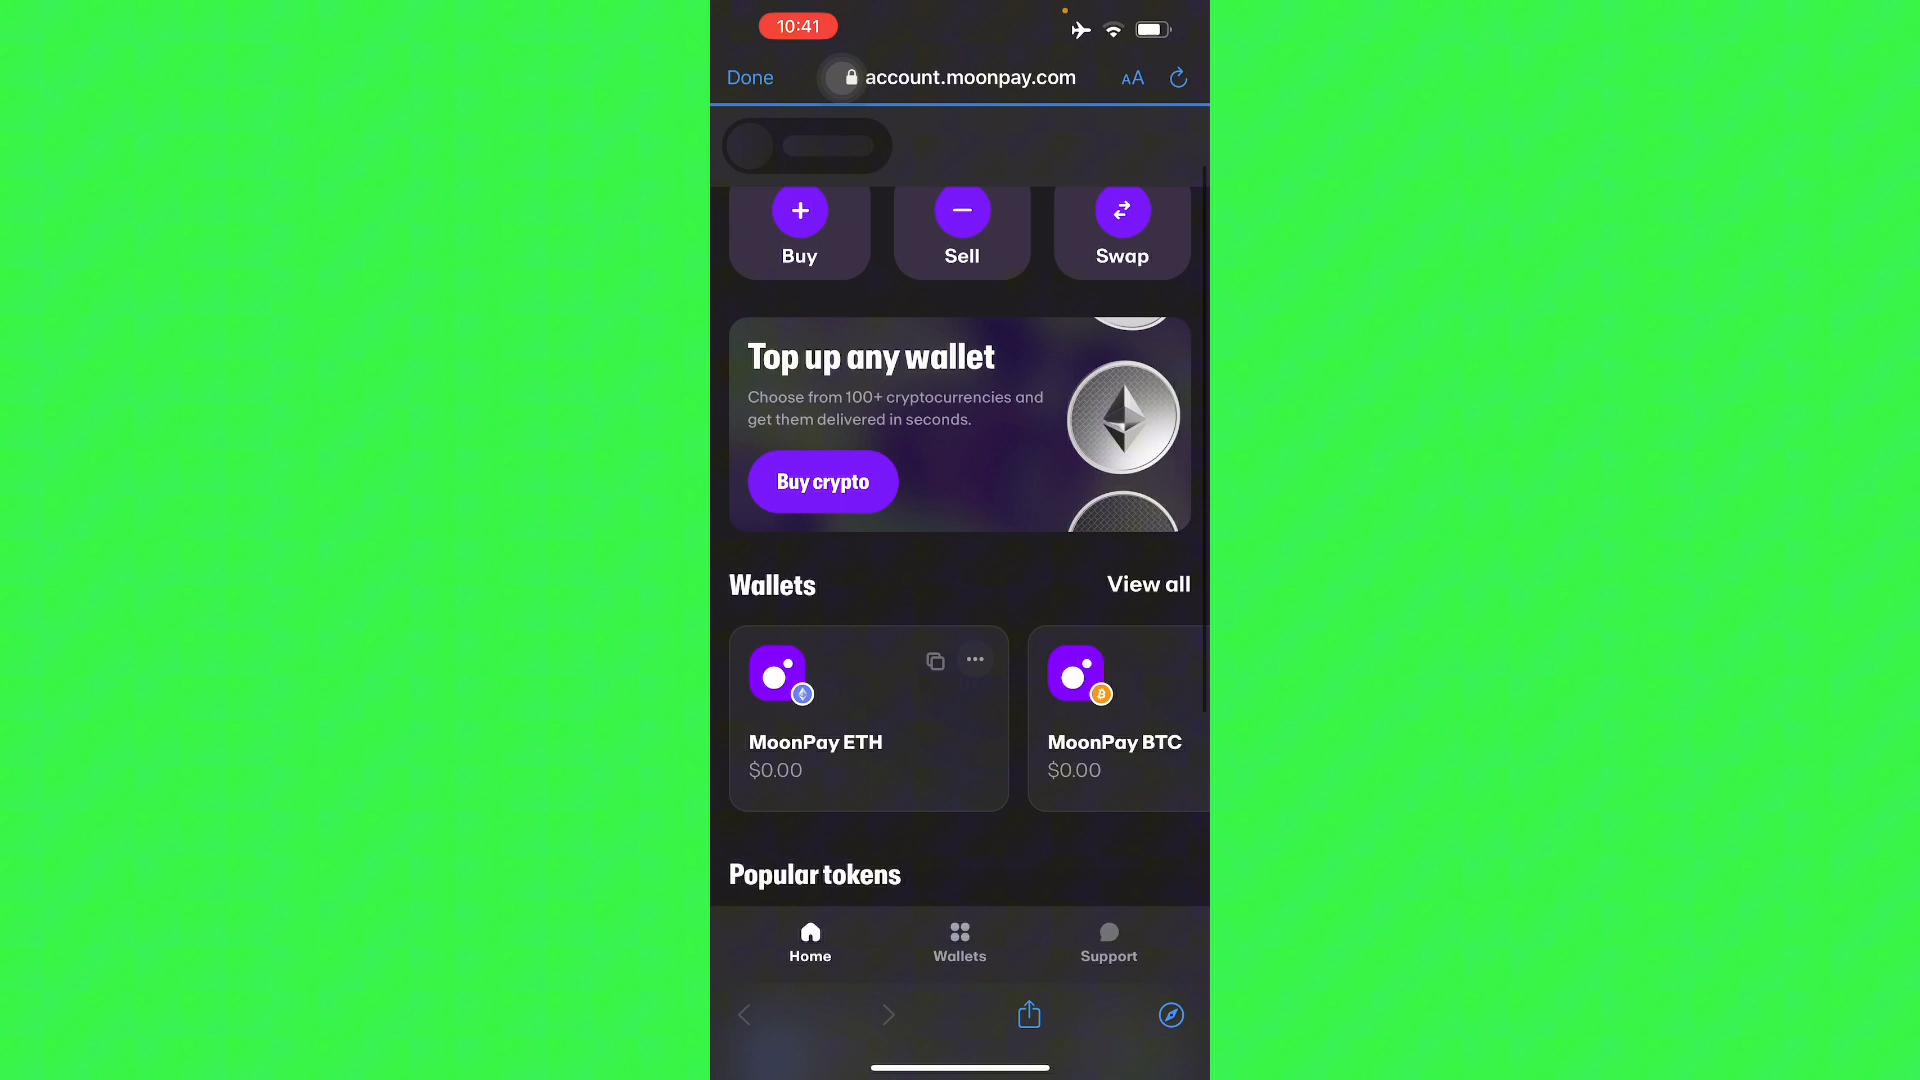 10:41
Done
account.moonpay.com
AA
Buy
Sell
Swap
Top up any wallet
Choose from 100+ cryptocurrencies and
get them delivered in seconds.
Buy crypto
Wallets
View all
MoonPay ETH
$0.00
MoonPay BTC
$0.00
Popular tokens
Home
Wallets
Support